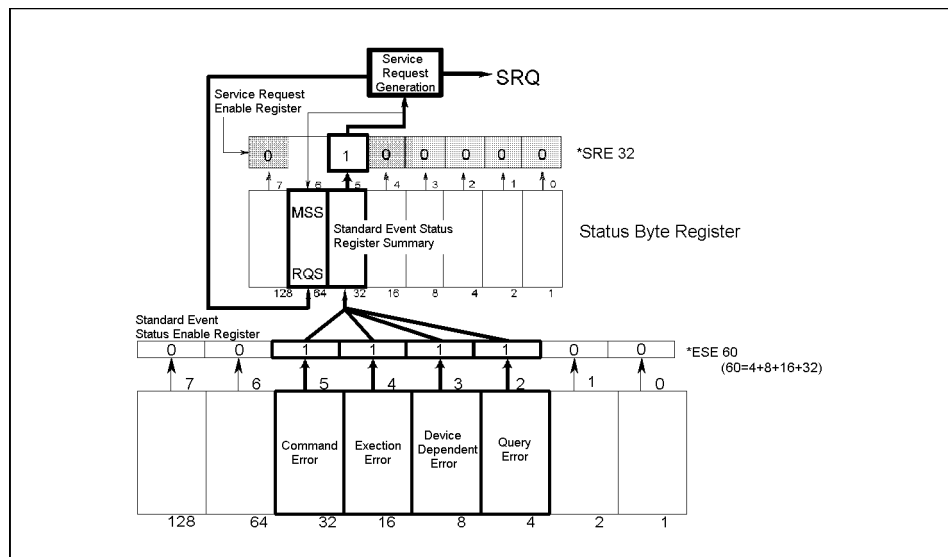 Service
Request
Generation
SRQ
Service Request
Enable Register
0 1 0 0 0 0 0
*SRE 32
7 6 5 4 3 2 1 0
MSS
Standard Event Status
Register Summary
Status Byte Register
RQS
128 64 32 16 8 4 2 1
Standard Event
Status Enable Register
0 0 1 1 1 1 0 0
*ESE 60
(60=4+8+16+32)
7 6 5 4 3 2 1 0
Command
Error
Exection
Error
Device
Dependent
Error
Query
Error
128 64 32 16 8 4 2 1